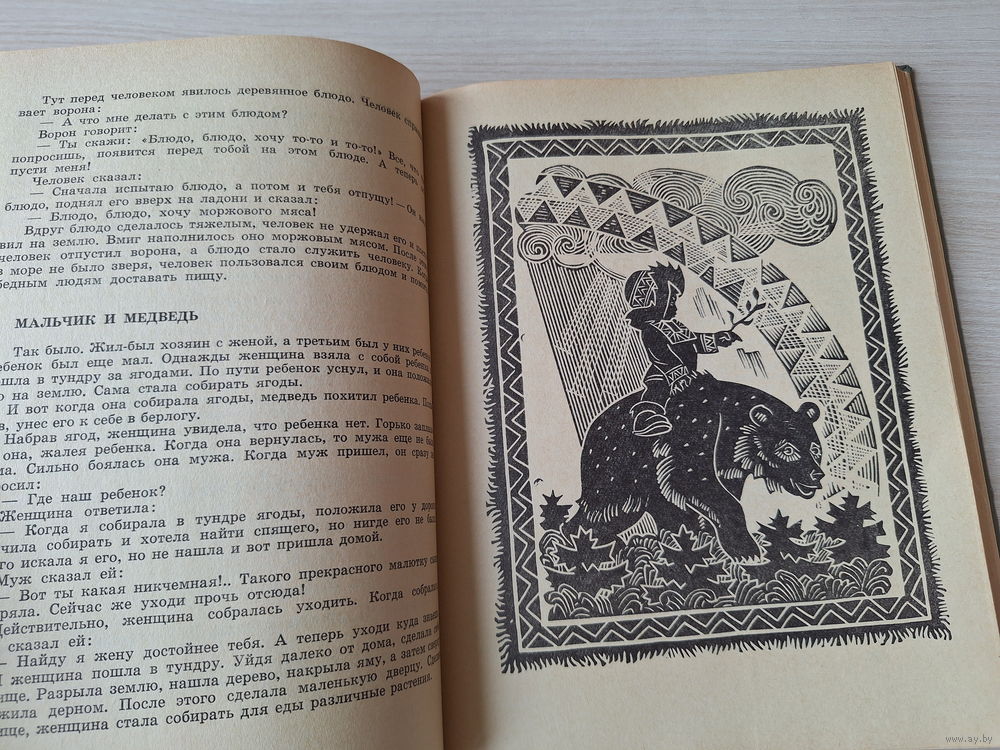 Тут перед человеком явилось деревянное блюдо. Человек
вает ворона:
— А что мне делать с этим блюдом?
Ворон говорит:
— Ты скажи: «Блюдо, блюдо, хочу то-то и то-то!» Все,
попросишь, появится перед тобой на этом блюде. А теперь
пусти меня!
Человек сказал:
— Сначала испытаю блюдо, а потом и тебя отпущу! — Он
блюдо, поднял его вверх на ладони и сказал:
— Блюдо, блюдо, хочу моржового мяса!
Вдруг блюдо сделалось тяжелым, человек не удержал его и
вил на землю. Вмиг наполнилось оно моржовым мясом. После
человек отпустил ворона, а блюдо стало служить человеку.
в море не было зверя, человек пользовался своим блюдом и
бедным людям доставать пищу.
МАЛЬЧИК И МЕДВЕДЬ
Так было. Жил-был хозяин с женой, а третьим был у них
ребенок был еще мал. Однажды женщина взяла с собой ребенка
шла в тундру за ягодами. По пути ребенок уснул, и она
о на землю. Сама стала собирать ягоды.
И вот когда она собирала ягоды, медведь похитил ребенка.
в, унес его к себе в берлогу.
Набрав ягод, женщина увидела, что ребенка нет. Горько
она, жалея ребенка. Когда она вернулась, то мужа еще не
ма. Сильно боялась она мужа. Когда муж пришел, он сразу
росил:
— Где наш ребенок?
Женщина ответила:
— Когда я собирала в тундре ягоды, положила его у
чила собирать и хотела найти спящего, но нигде его не
го искала я его, но не нашла и вот пришла домой.
Муж сказал ей:
— Вот ты какая никчемная!.. Такого прекрасного малютку
ряла. Сейчас же уходи прочь отсюда!
Действительно, женщина собралась уходить. Когда
сказал ей:
— Найду я жену достойнее тебя. А теперь уходи куда
И женщина пошла в тундру. Уйдя далеко от дома, сделала
ище. Разрыла землю, нашла дерево, накрыла яму, а затем
жила дерном. После этого сделала маленькую дверцу.
ище, женщина стала собирать для еды различные растения.
www.ay.by